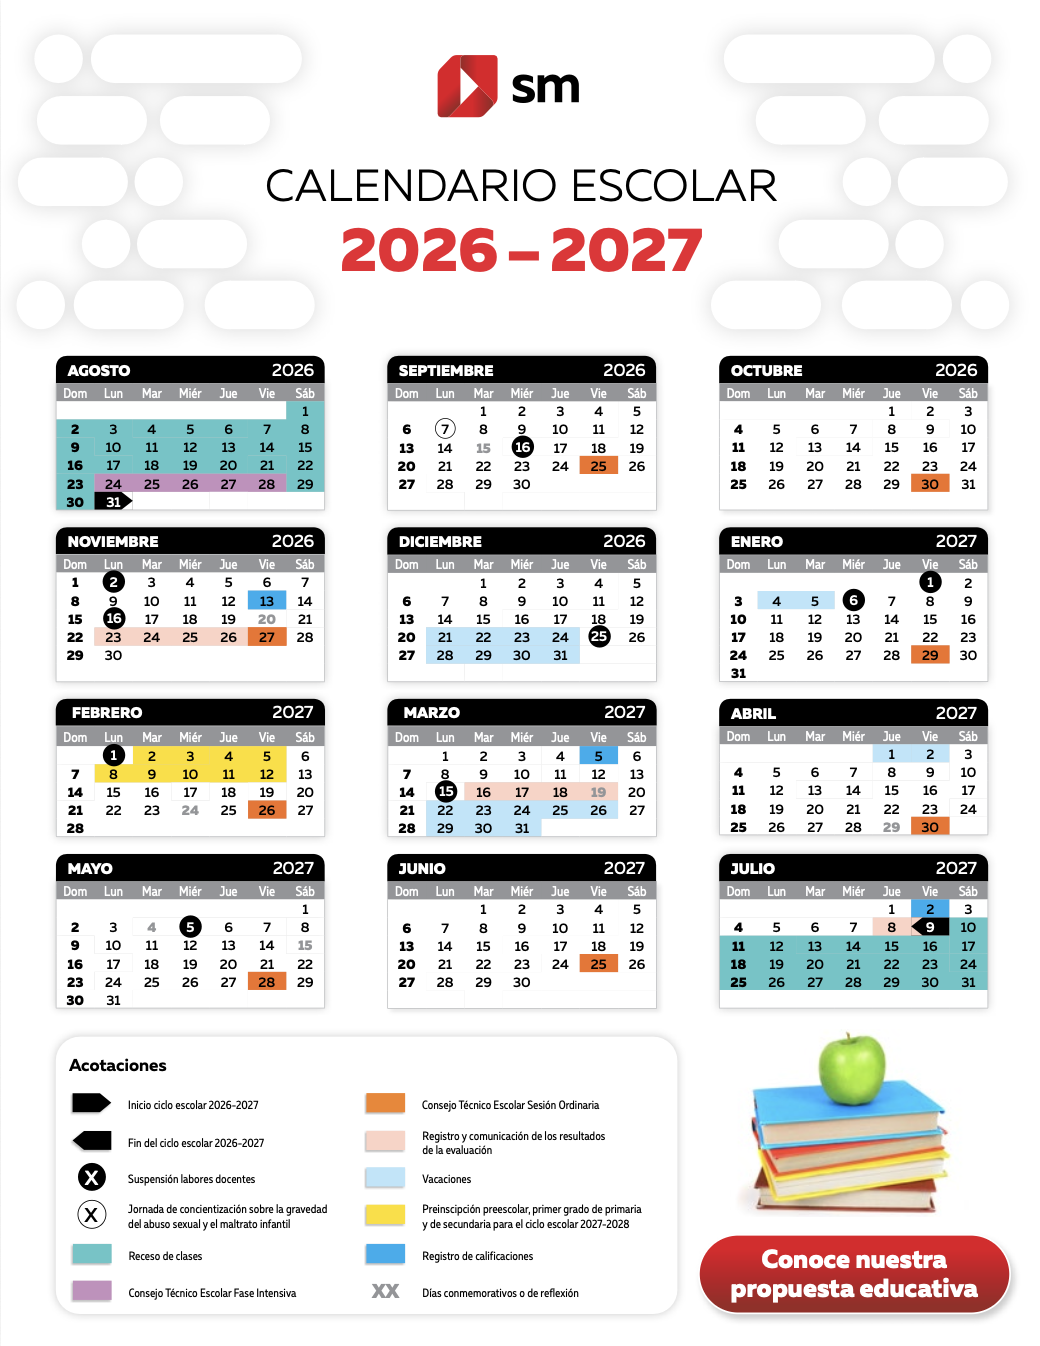 sm
CALENDARIO ESCOLAR
2026 – 2027
AGOSTO 2026
Dom Lun Mar Miér Jue Vie Sáb
1
2 3 4 5 6 7 8
9 10 11 12 13 14 15
16 17 18 19 20 21 22
23 24 25 26 27 28 29
30 31
SEPTIEMBRE 2026
Dom Lun Mar Miér Jue Vie Sáb
1 2 3 4 5
6 7 8 9 10 11 12
13 14 15 16 17 18 19
20 21 22 23 24 25 26
27 28 29 30
OCTUBRE 2026
Dom Lun Mar Miér Jue Vie Sáb
1 2 3
4 5 6 7 8 9 10
11 12 13 14 15 16 17
18 19 20 21 22 23 24
25 26 27 28 29 30 31
NOVIEMBRE 2026
Dom Lun Mar Miér Jue Vie Sáb
1 2 3 4 5 6 7
8 9 10 11 12 13 14
15 16 17 18 19 20 21
22 23 24 25 26 27 28
29 30
DICIEMBRE 2026
Dom Lun Mar Miér Jue Vie Sáb
1 2 3 4 5
6 7 8 9 10 11 12
13 14 15 16 17 18 19
20 21 22 23 24 25 26
27 28 29 30 31
ENERO 2027
Dom Lun Mar Miér Jue Vie Sáb
1 2
3 4 5 6 7 8 9
10 11 12 13 14 15 16
17 18 19 20 21 22 23
24 25 26 27 28 29 30
31
FEBRERO 2027
Dom Lun Mar Miér Jue Vie Sáb
1 2 3 4 5 6
7 8 9 10 11 12 13
14 15 16 17 18 19 20
21 22 23 24 25 26 27
28
MARZO 2027
Dom Lun Mar Miér Jue Vie Sáb
1 2 3 4 5 6
7 8 9 10 11 12 13
14 15 16 17 18 19 20
21 22 23 24 25 26 27
28 29 30 31
ABRIL 2027
Dom Lun Mar Miér Jue Vie Sáb
1 2 3
4 5 6 7 8 9 10
11 12 13 14 15 16 17
18 19 20 21 22 23 24
25 26 27 28 29 30
MAYO 2027
Dom Lun Mar Miér Jue Vie Sáb
1
2 3 4 5 6 7 8
9 10 11 12 13 14 15
16 17 18 19 20 21 22
23 24 25 26 27 28 29
30 31
JUNIO 2027
Dom Lun Mar Miér Jue Vie Sáb
1 2 3 4 5
6 7 8 9 10 11 12
13 14 15 16 17 18 19
20 21 22 23 24 25 26
27 28 29 30
JULIO 2027
Dom Lun Mar Miér Jue Vie Sáb
1 2 3
4 5 6 7 8 9 10
11 12 13 14 15 16 17
18 19 20 21 22 23 24
25 26 27 28 29 30 31
Acotaciones
Inicio ciclo escolar 2026-2027
Fin del ciclo escolar 2026-2027
X Suspensión labores docentes
X Jornada de concientización sobre la gravedad
del abuso sexual y el maltrato infantil
Receso de clases
Consejo Técnico Escolar Fase Intensiva
Consejo Técnico Escolar Sesión Ordinaria
Registro y comunicación de los resultados
de la evaluación
Vacaciones
Preinscipción preescolar, primer grado de primaria
y de secundaria para el ciclo escolar 2027-2028
Registro de calificaciones
XX Días conmemorativos o de reflexión
Conoce nuestra
propuesta educativa